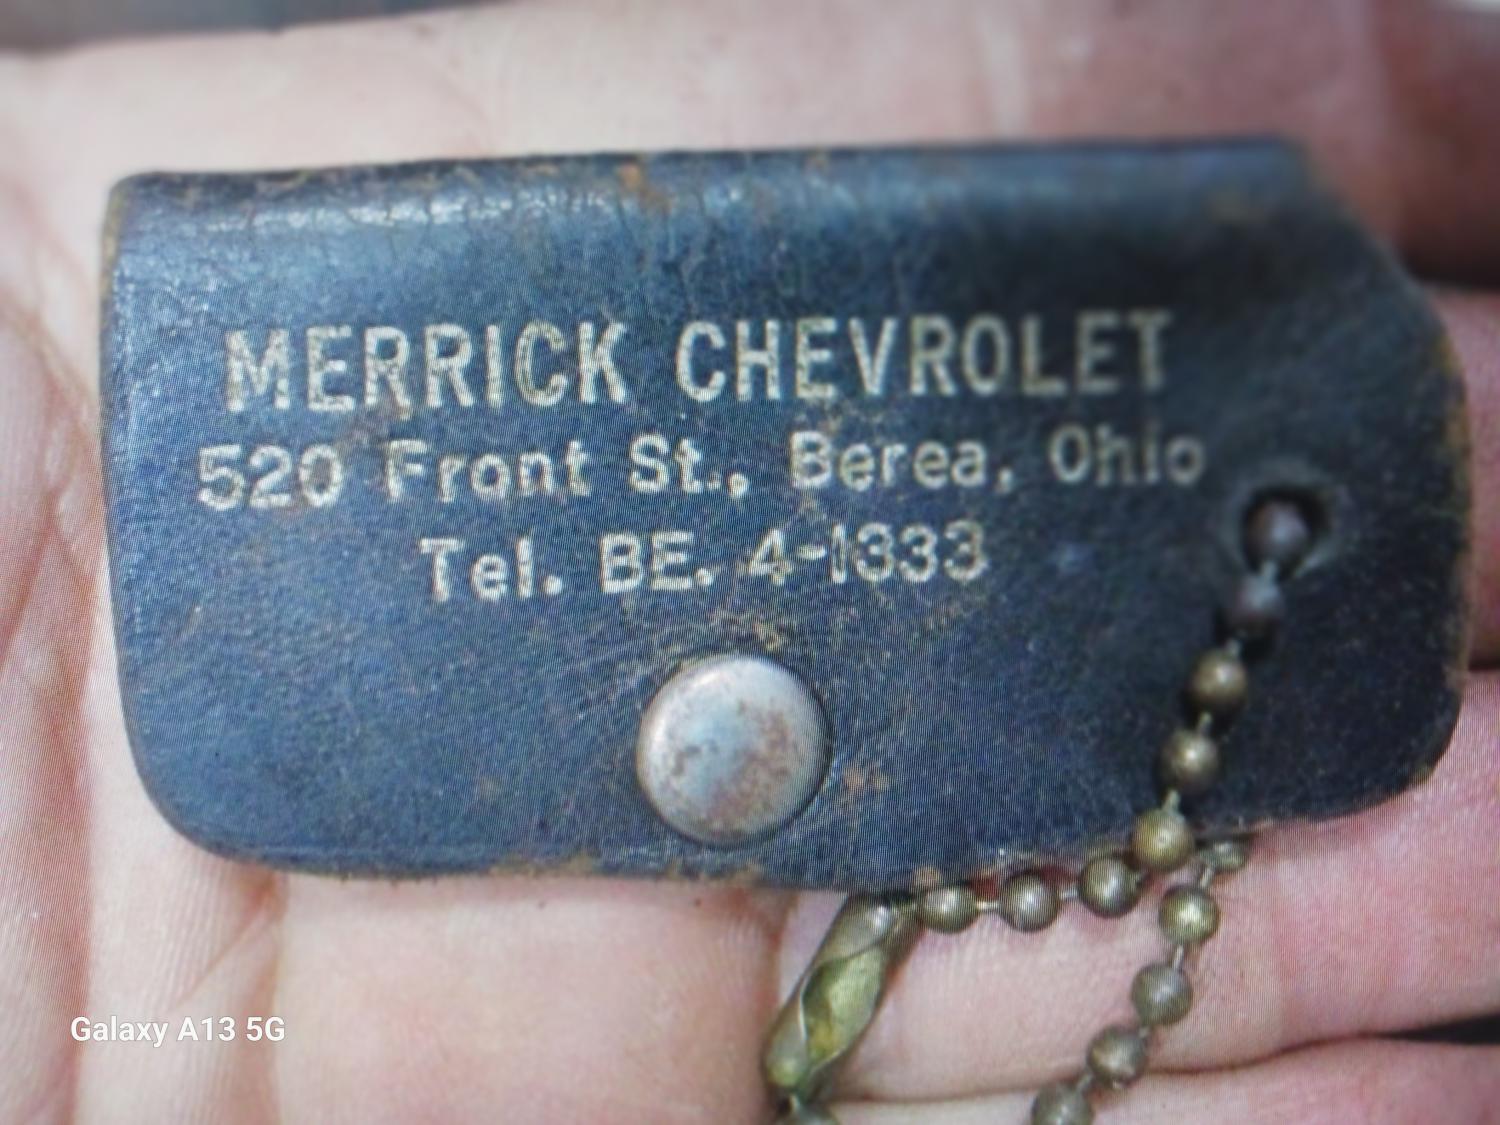 MERRICK CHEVROLET
520 Front St., Berea, Ohio
Tel. BE. 4-1333
Galaxy A13 5G